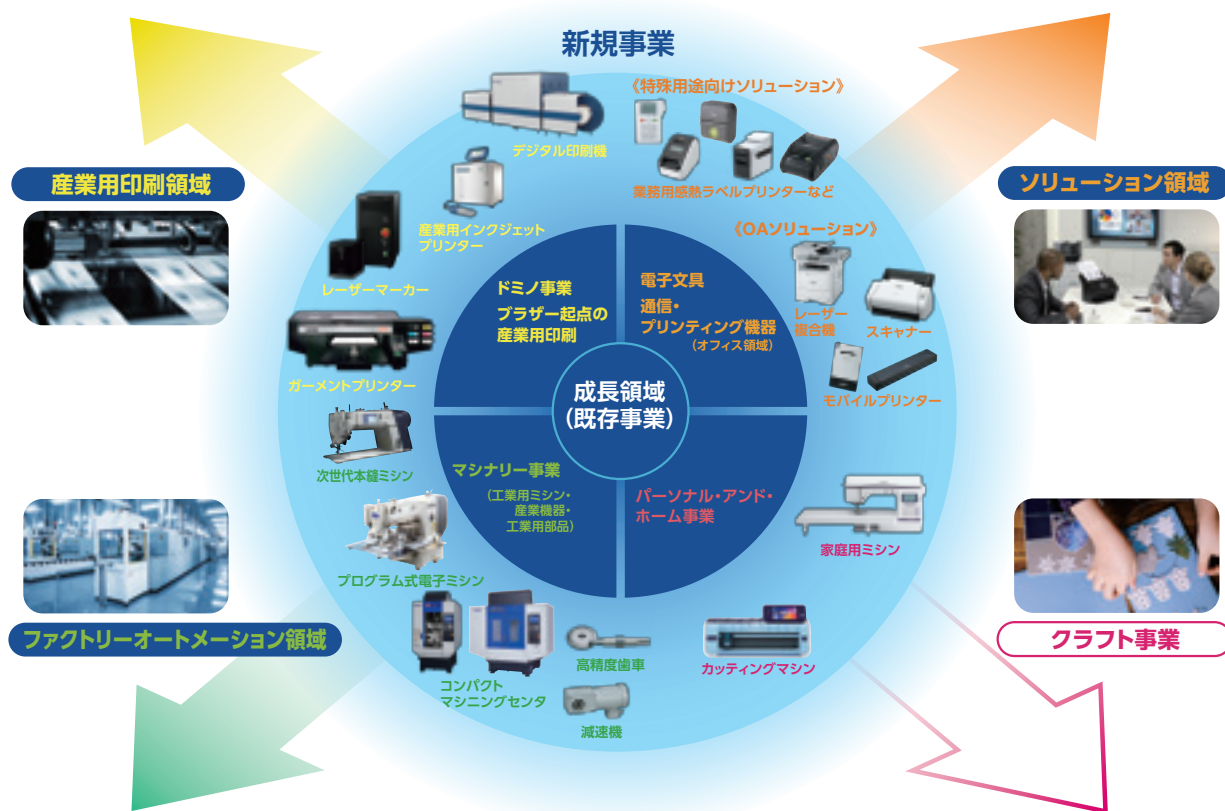 新規事業
《特殊用途向けソリューション》
デジタル印刷機
業務用感熱ラベルプリンターなど
産業用印刷領域
ソリューション領域
産業用インクジェット
プリンター
《OAソリューション》
レーザーマーカー
ドミノ事業
ブラザー起点の
産業用印刷
電子文具
通信・
プリンティング機器
(オフィス領域)
レーザー
複合機
スキャナー
ガーメントプリンター
成長領域
(既存事業)
モバイルプリンター
次世代本縫ミシン
マシナリー事業
(工業用ミシン・
産業機器・
工業用部品)
パーソナル・アンド・
ホーム事業
家庭用ミシン
プログラム式電子ミシン
ファクトリーオートメーション領域
クラフト事業
高精度歯車
カッティングマシン
コンパクト
マシニングセンタ
減速機